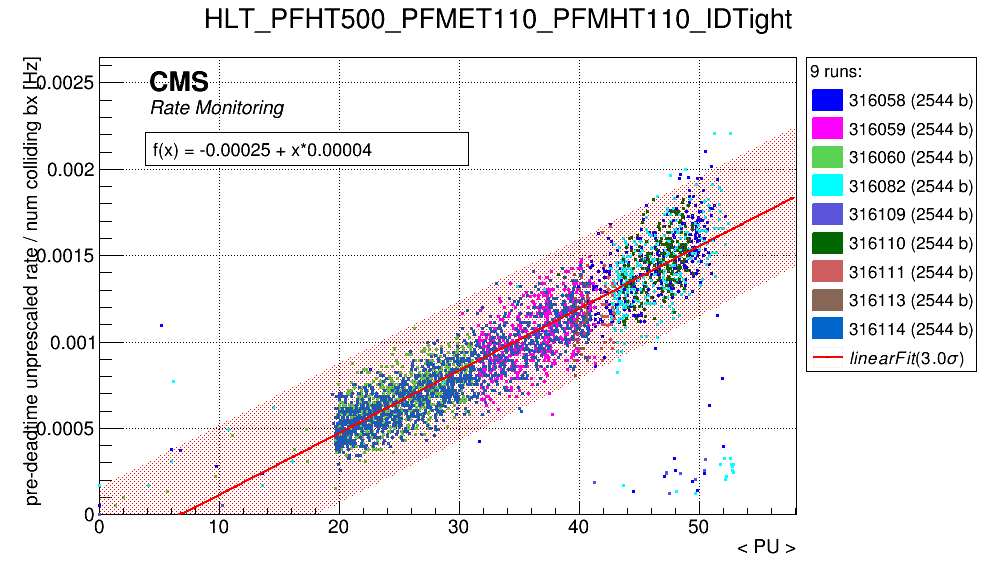 HLT_PFHT500_PFMET110_PFMHT110_IDTight
pre-deadtime unprescaled rate / num colliding bx [Hz]
0.0025
0.002
0.0015
0.001
0.0005
0
CMS
Rate Monitoring
f(x) = -0.00025 + x*0.00004
0 10 20 30 40 50
< PU >
9 runs:
316058 (2544 b)
316059 (2544 b)
316060 (2544 b)
316082 (2544 b)
316109 (2544 b)
316110 (2544 b)
316111 (2544 b)
316113 (2544 b)
316114 (2544 b)
linearFit(3.0σ)